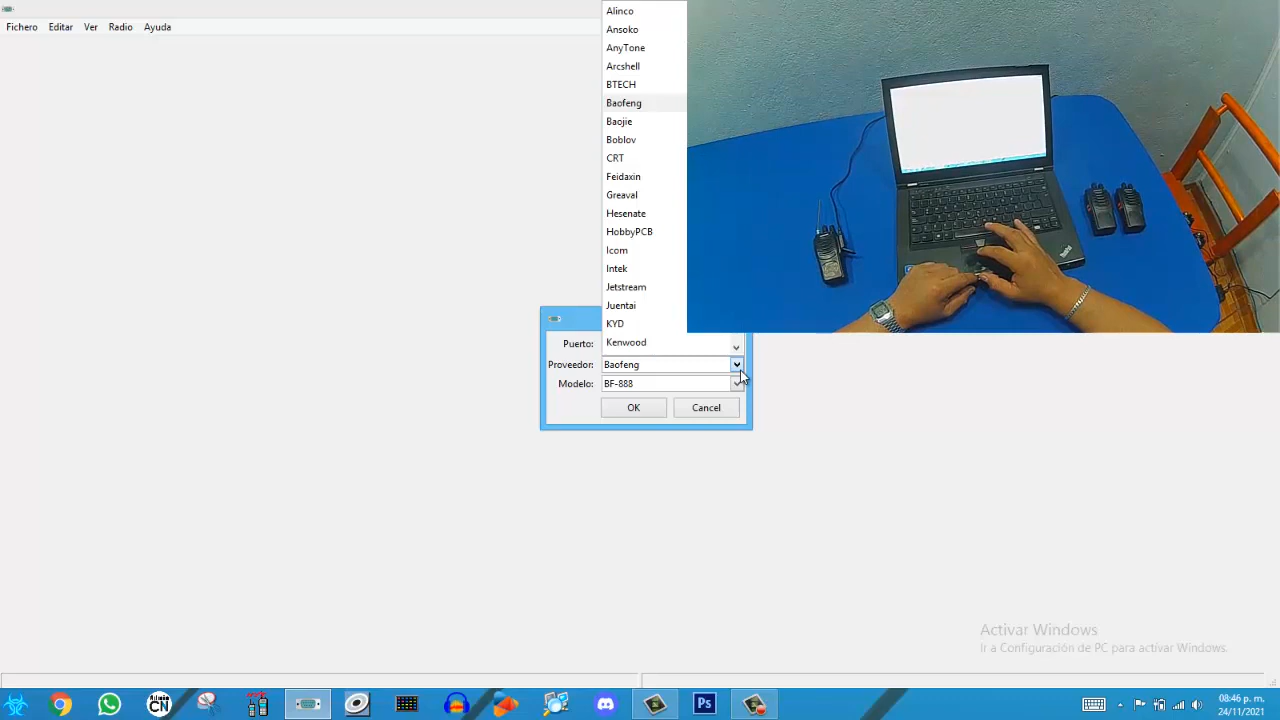 Fichero Editar Ver Radio Ayuda
Alinco
Ansoko
AnyTone
Arcshell
BTECH
Baofeng
Baojie
Boblov
CRT
Feidaxin
Greaval
Hesenate
HobbyPCB
Icom
Intek
Jetstream
Juentai
KYD
Kenwood
Puerto:
Proveedor: Baofeng
Modelo: BF-888
OK Cancel
Activar Windows
Ir a Configuración de PC para activar Windows.
CN
Ps
08:46 p. m.
24/11/2021